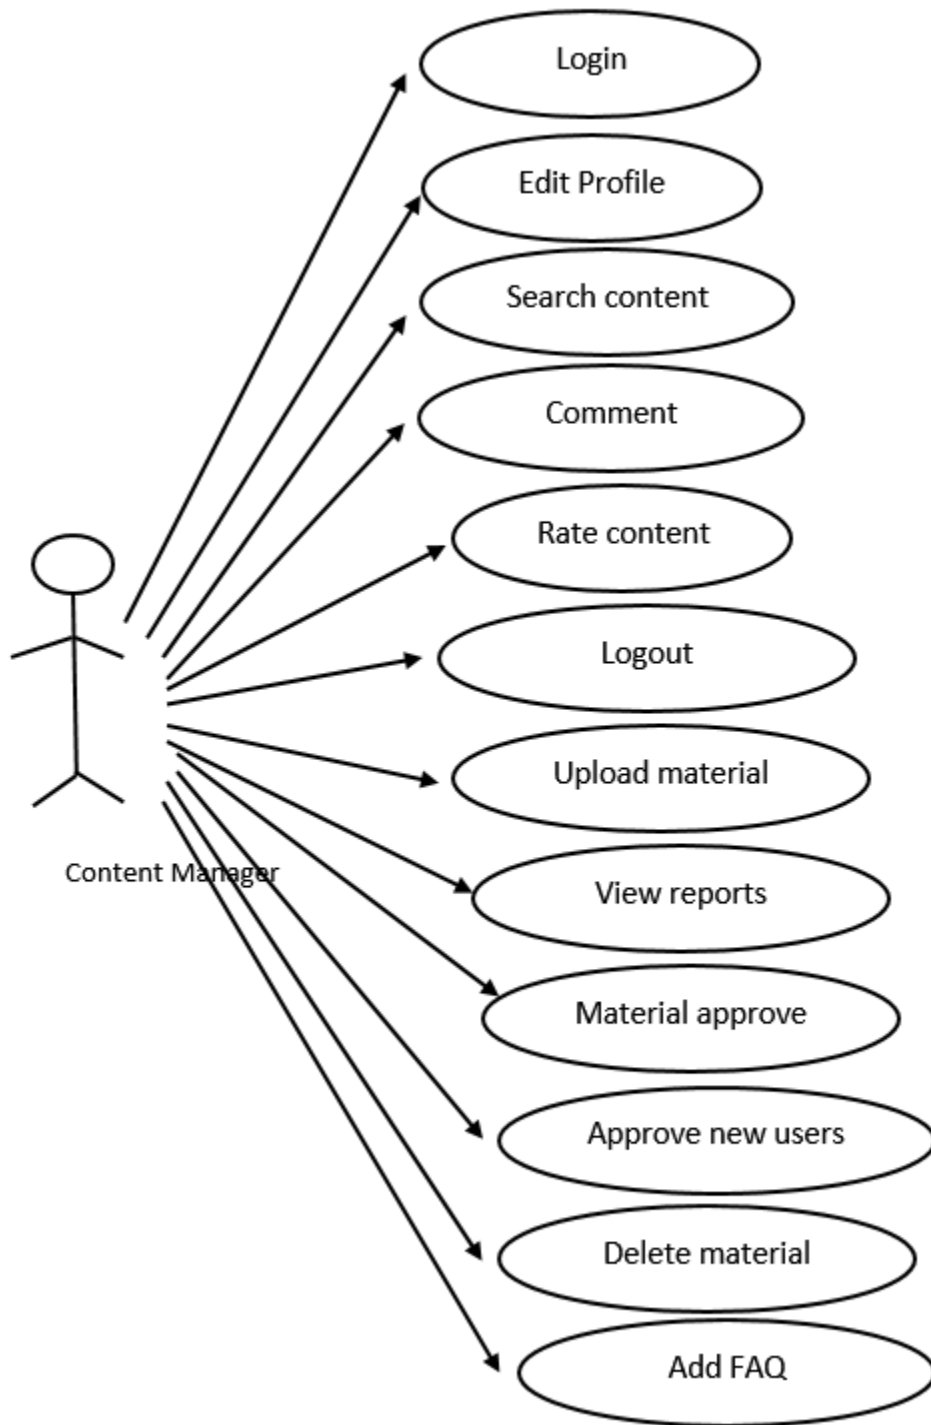 Login
Edit Profile
Search content
Comment
Rate content
Logout
Upload material
Content Manager
View reports
Material approve
Approve new users
Delete material
Add FAQ